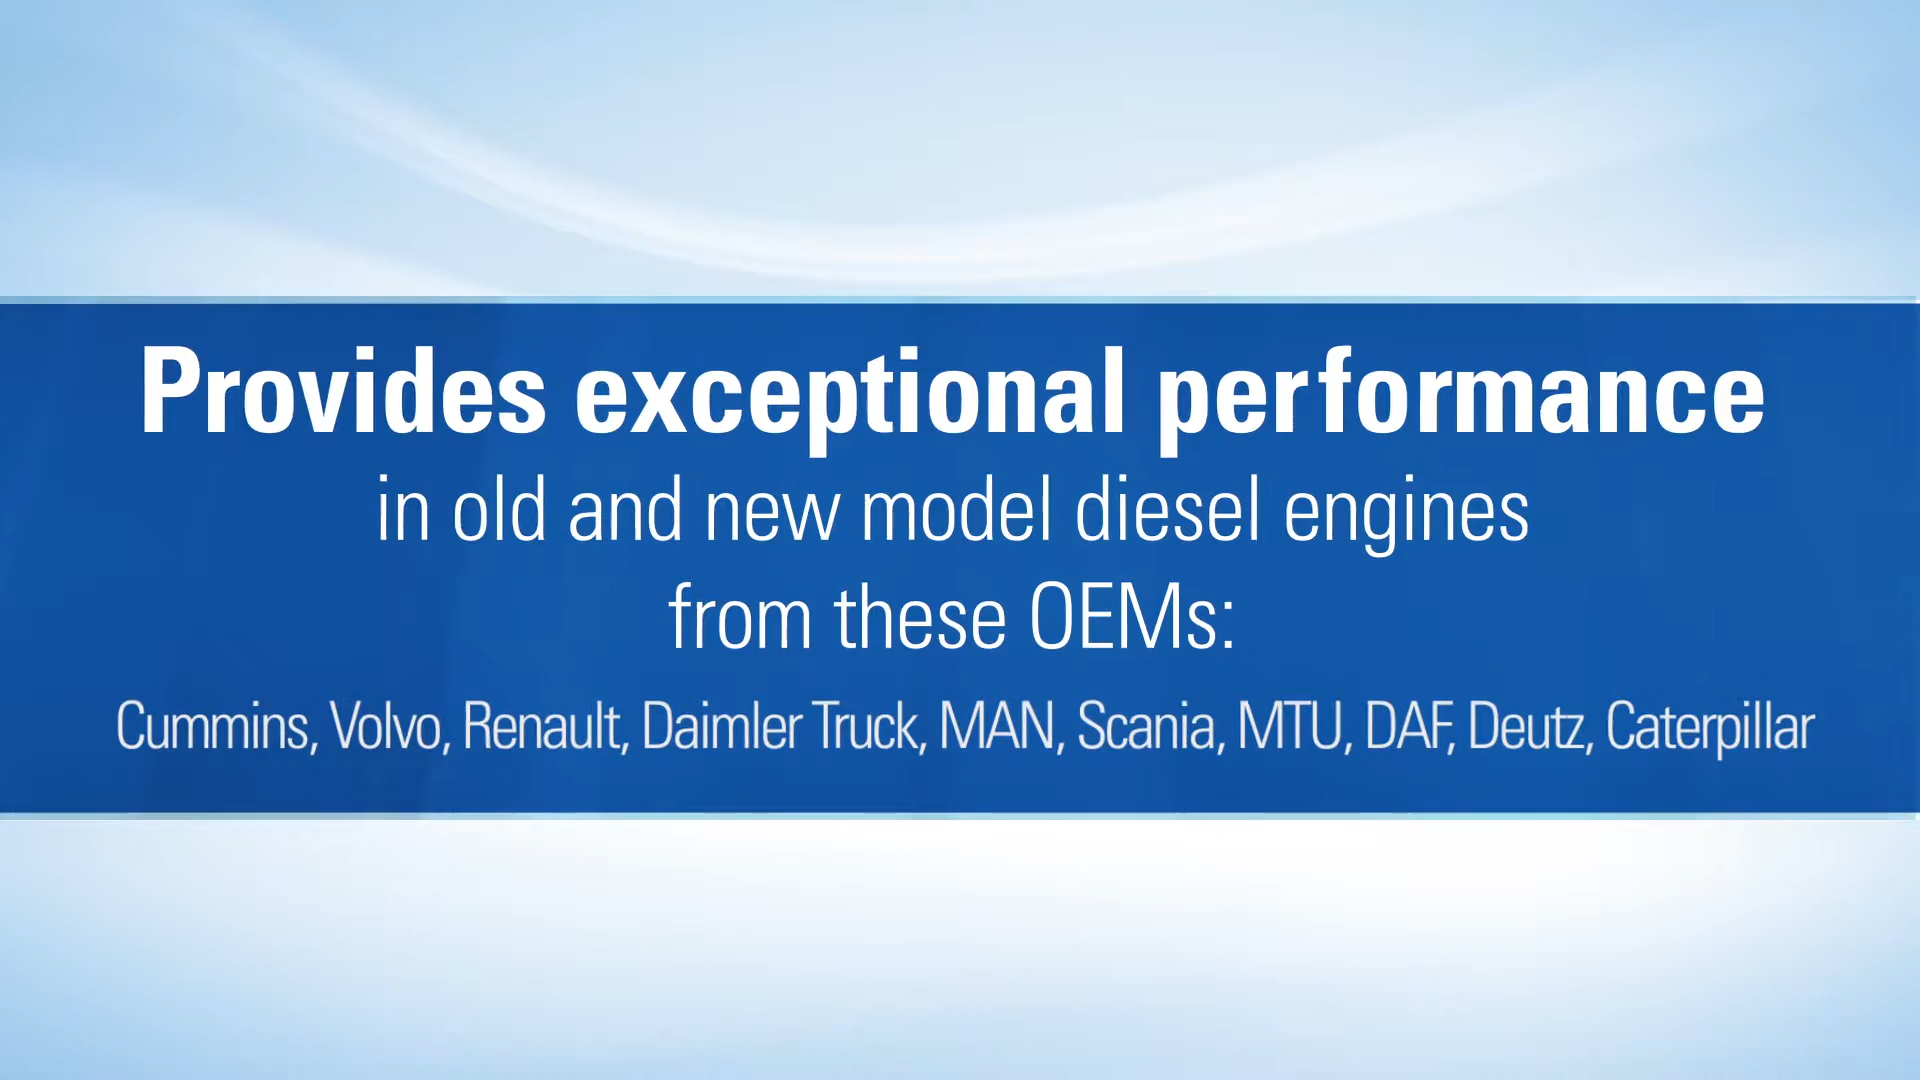 Provides exceptional performance
in old and new model diesel engines
from these OEMs:
Cummins, Volvo, Renault, Daimler Truck, MAN, Scania, MTU, DAF, Deutz, Caterpillar